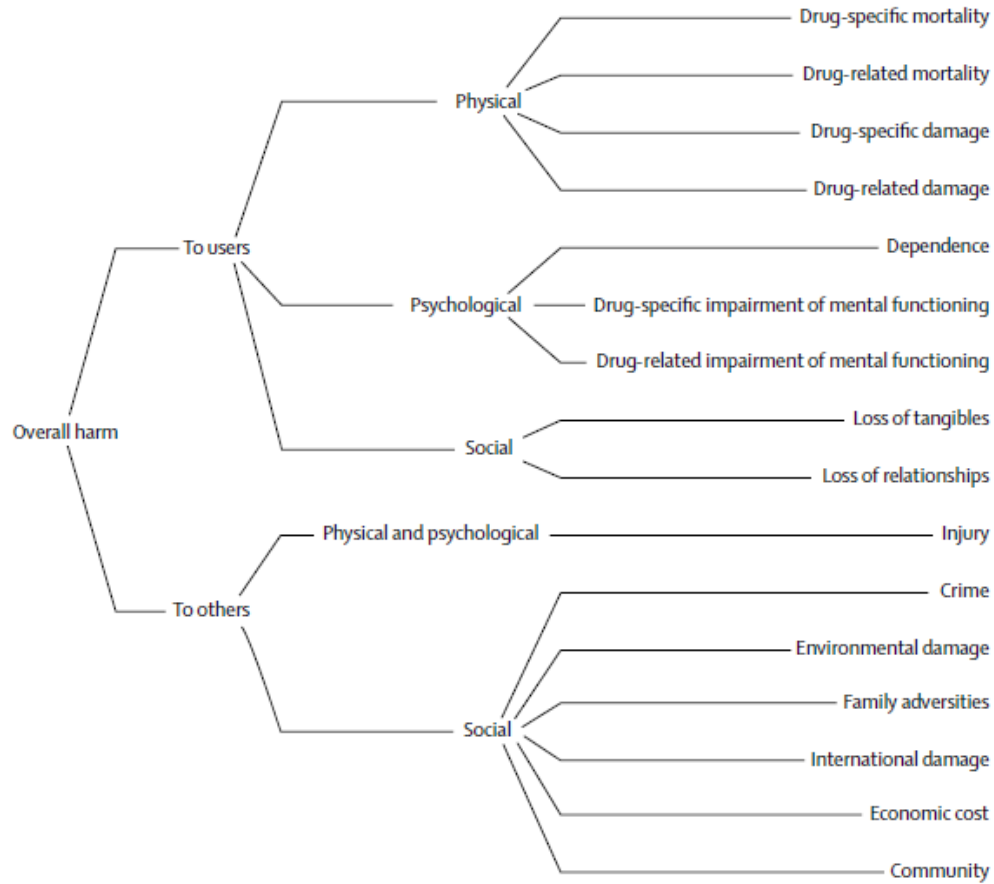 Drug-specific mortality
Drug-related mortality
Physical
Drug-specific damage
Drug-related damage
To users
Dependence
Psychological
Drug-specific impairment of mental functioning
Drug-related impairment of mental functioning
Overall harm
Loss of tangibles
Social
Loss of relationships
Physical and psychological
Injury
Crime
To others
Environmental damage
Family adversities
Social
International damage
Economic cost
Community